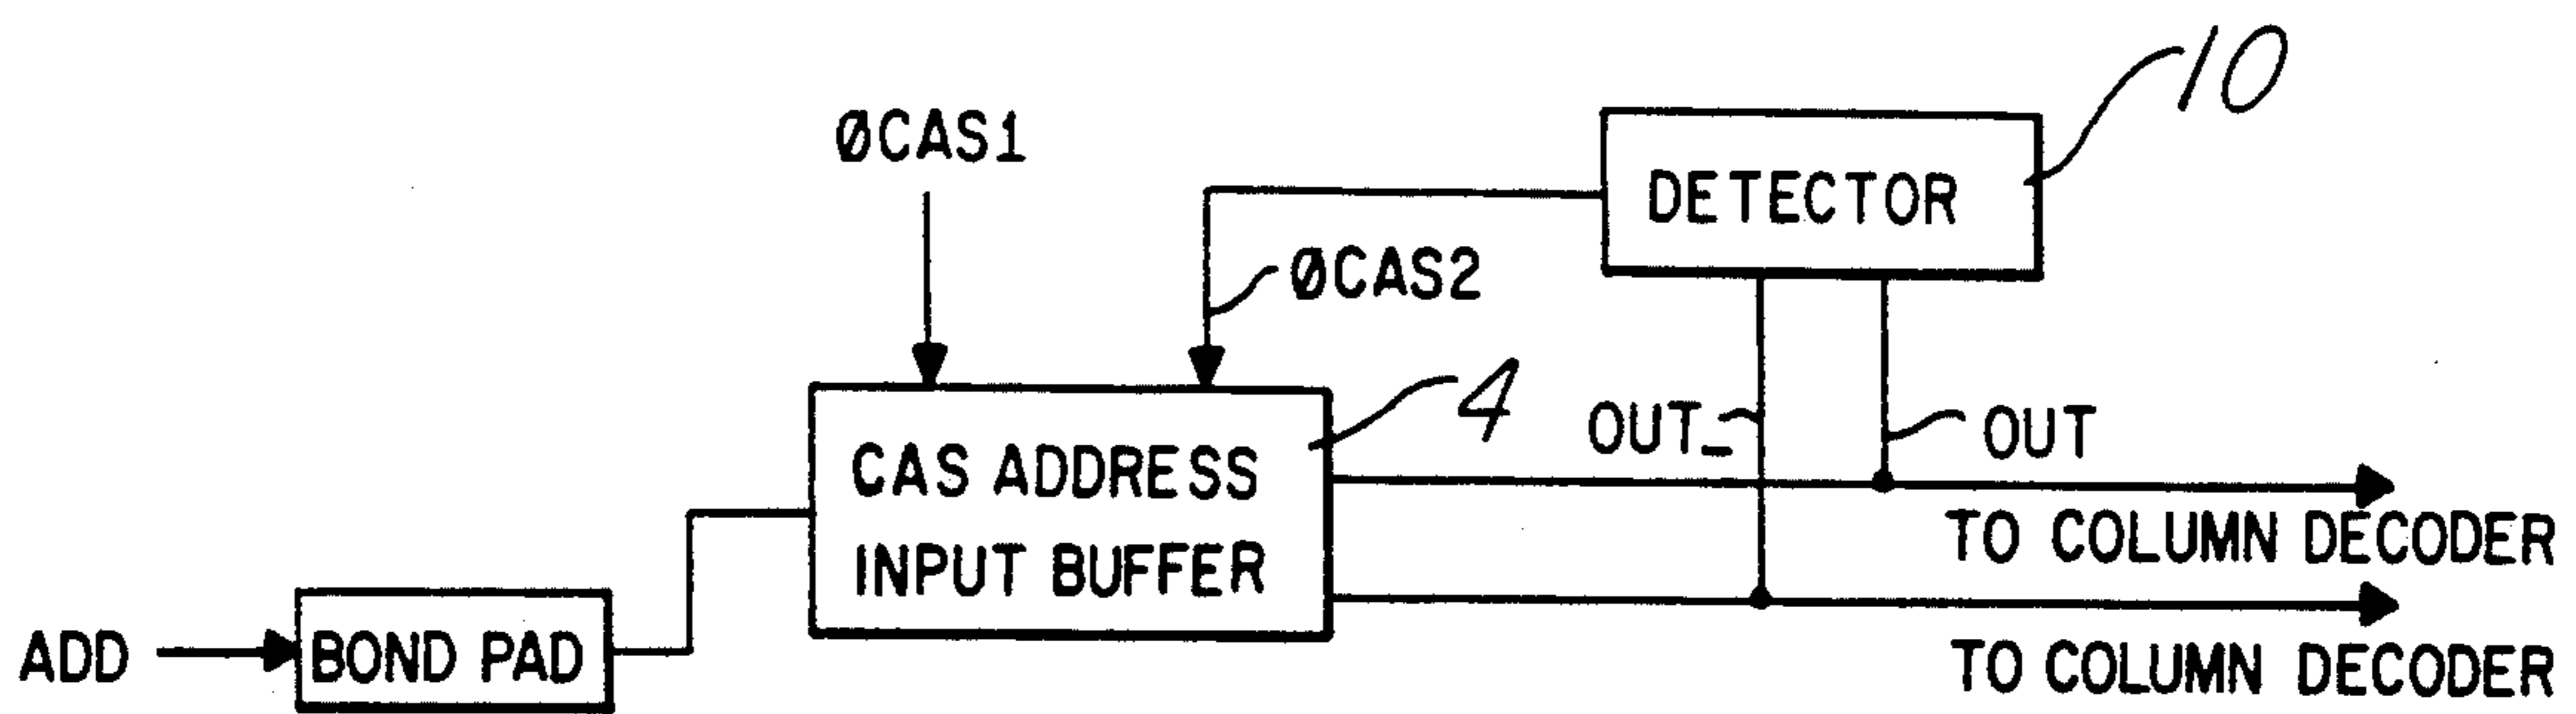 10
ØCAS1
DETECTOR
ØCAS2
4
OUT_
OUT
CAS ADDRESS
INPUT BUFFER
TO COLUMN DECODER
ADD
BOND PAD
TO COLUMN DECODER